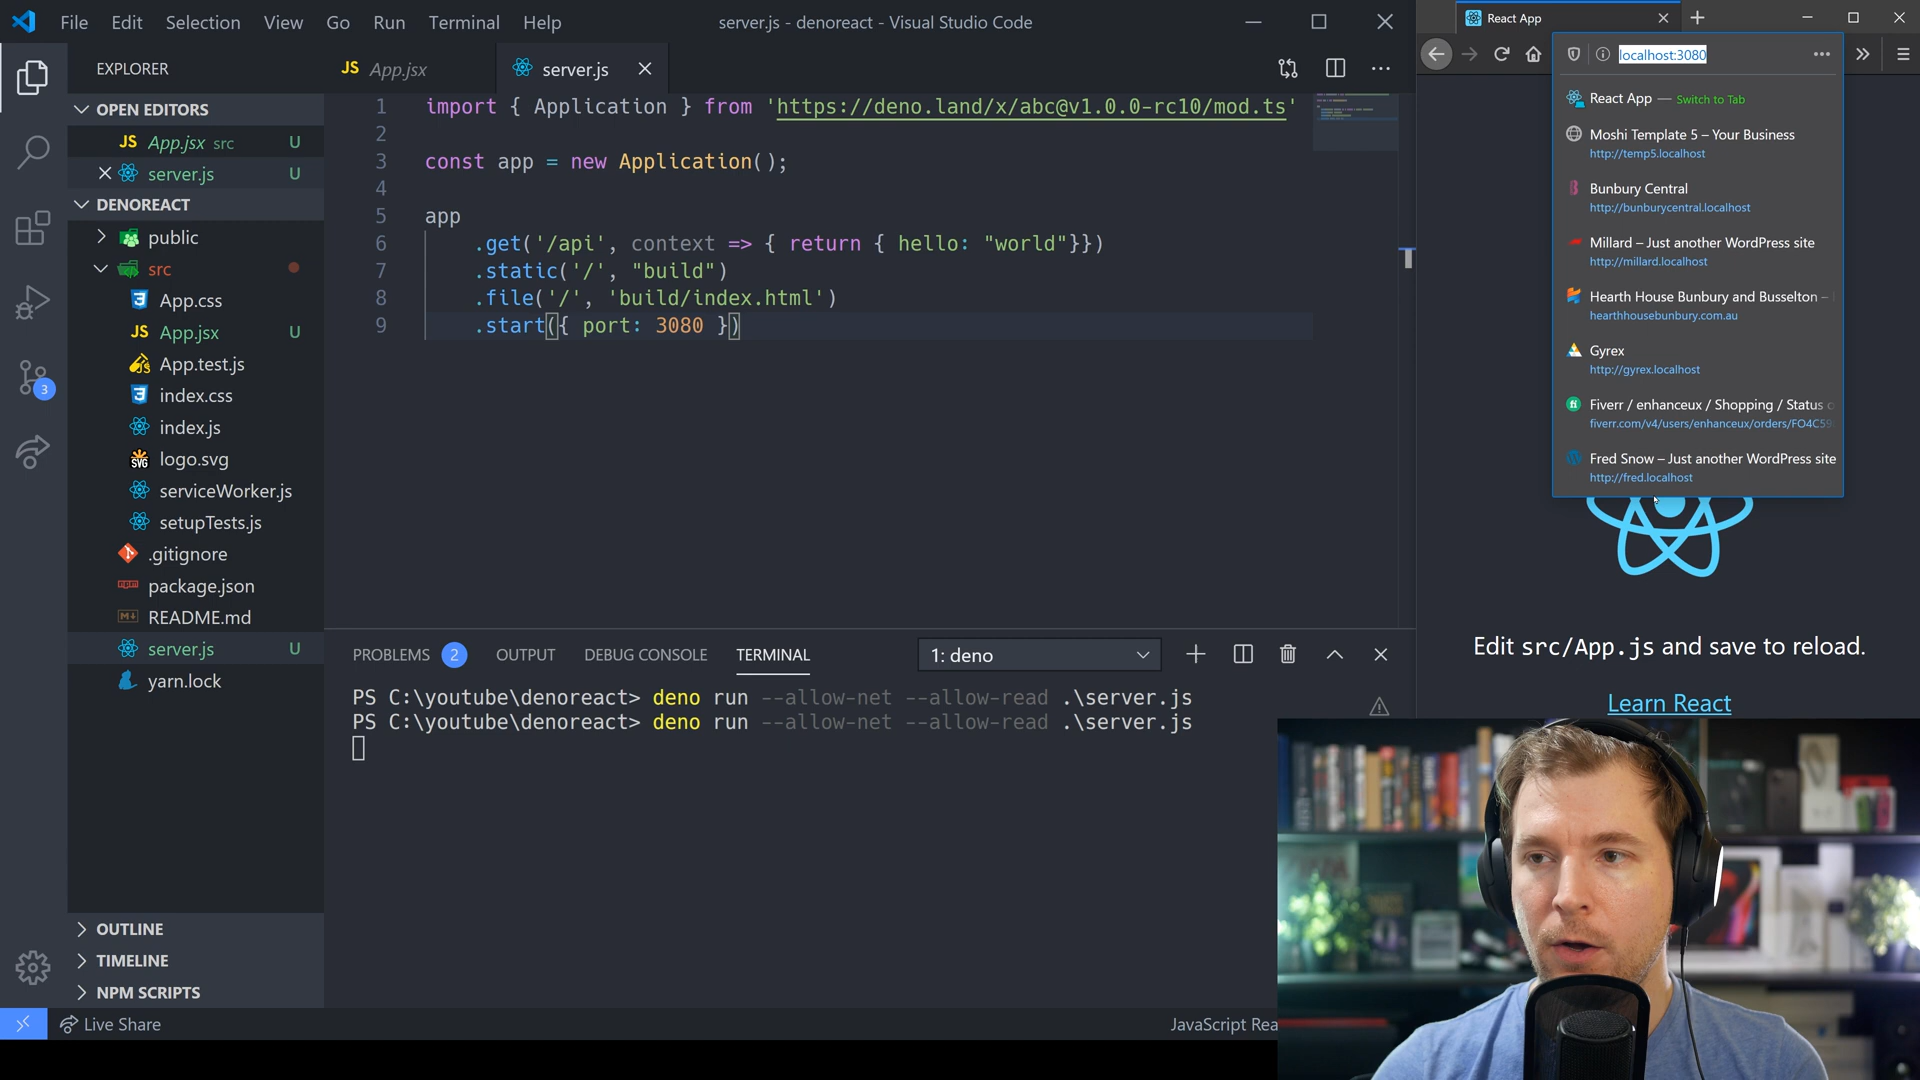 File Edit Selection View Go Run Terminal Help
server.js - denoreact - Visual Studio Code
EXPLORER
OPEN EDITORS
JS App.jsx src U
server.js U
DENOREACT
public
src
App.css
JS App.jsx U
App.test.js
index.css
index.js
logo.svg
serviceWorker.js
setupTests.js
.gitignore
package.json
README.md
server.js U
yarn.lock
OUTLINE
TIMELINE
NPM SCRIPTS
3
Live Share
JS App.jsx
server.js
1 import { Application } from 'https://deno.land/x/abc@v1.0.0-rc10/mod.ts'
2
3 const app = new Application();
4
5 app
6 .get('/api', context => { return { hello: "world"}})
7 .static('/', "build")
8 .file('/', 'build/index.html')
9 .start({ port: 3080 })
PROBLEMS 2 OUTPUT DEBUG CONSOLE TERMINAL
1: deno
PS C:\youtube\denoreact> deno run --allow-net --allow-read .\server.js
PS C:\youtube\denoreact> deno run --allow-net --allow-read .\server.js
JavaScript Rea
React App
localhost:3080
React App — Switch to Tab
Moshi Template 5 – Your Business
http://temp5.localhost
Bunbury Central
http://bunburycentral.localhost
Millard – Just another WordPress site
http://millard.localhost
Hearth House Bunbury and Busselton –
hearthhousebunbury.com.au
Gyrex
http://gyrex.localhost
Fiverr / enhanceux / Shopping / Status o
fiverr.com/v4/users/enhanceux/orders/FO4C59
Fred Snow – Just another WordPress site
http://fred.localhost
Edit src/App.js and save to reload.
Learn React